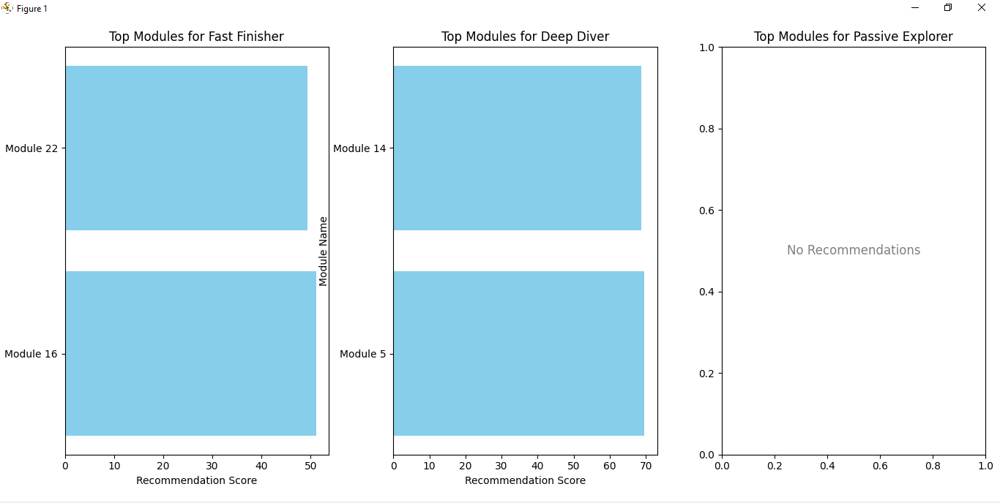 Figure 1
Top Modules for Fast Finisher
Module 22
Module 16
0 10 20 30 40 50
Recommendation Score
Top Modules for Deep Diver
Module Name
Module 14
Module 5
0 10 20 30 40 50 60 70
Recommendation Score
Top Modules for Passive Explorer
1.0
0.8
0.6
0.4
0.2
0.0
No Recommendations
0.0 0.2 0.4 0.6 0.8 1.0